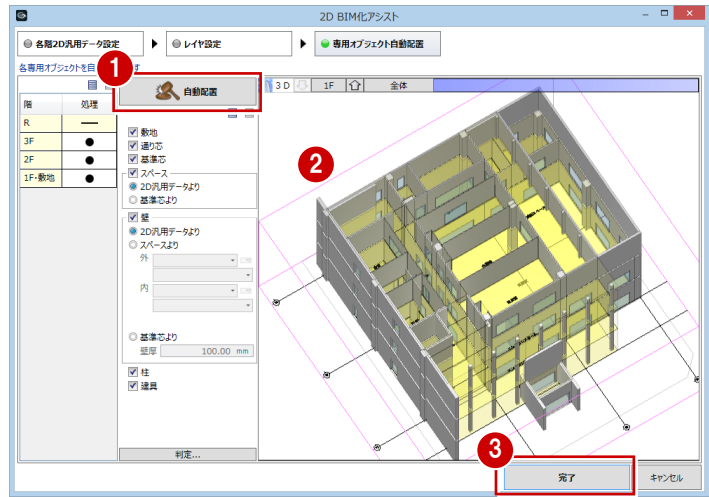 2D BIM化アシスト
各階2D汎用データ設定
レイヤ設定
専用オブジェクト自動配置
各専用オブジェクトを自
す
1
自動配置
3D
1F
全体
階 処理
R
3F
2F
1F・敷地
敷地
通り芯
基準芯
スペース
2D汎用データより
基準芯より
壁
2D汎用データより
スペースより
外
内
基準芯より
壁厚 100.00 mm
柱
建具
判定...
2
3
完了
キャンセル